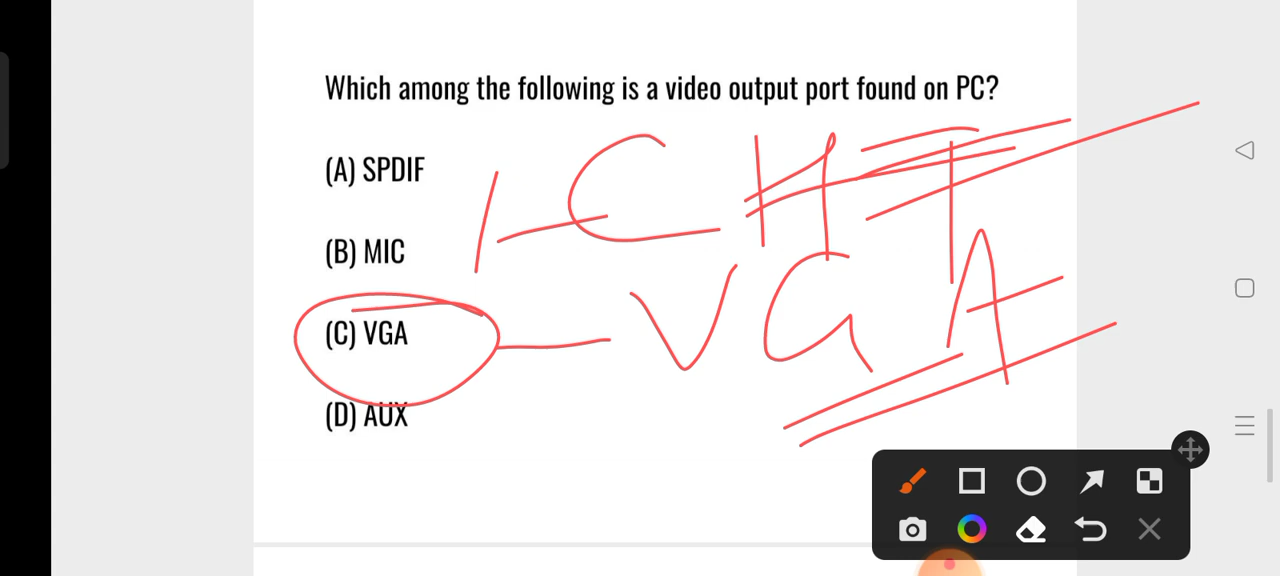 Which among the following is a video output port found on PC?
(A) SPDIF
(B) MIC
(C) VGA
VGA
(D) AUX